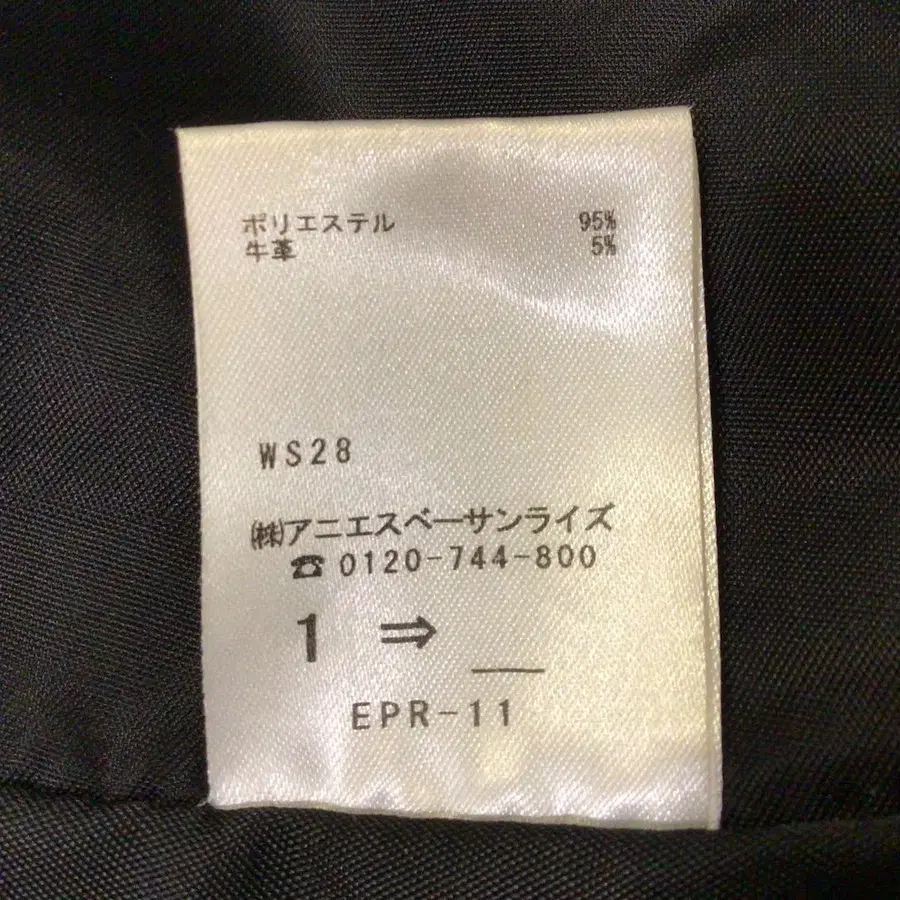 ポリエステル 95%
牛革 5%
WS28
㈱アニエスベーサンライズ
☎0120-744-800
1 ⇒ __
EPR-11